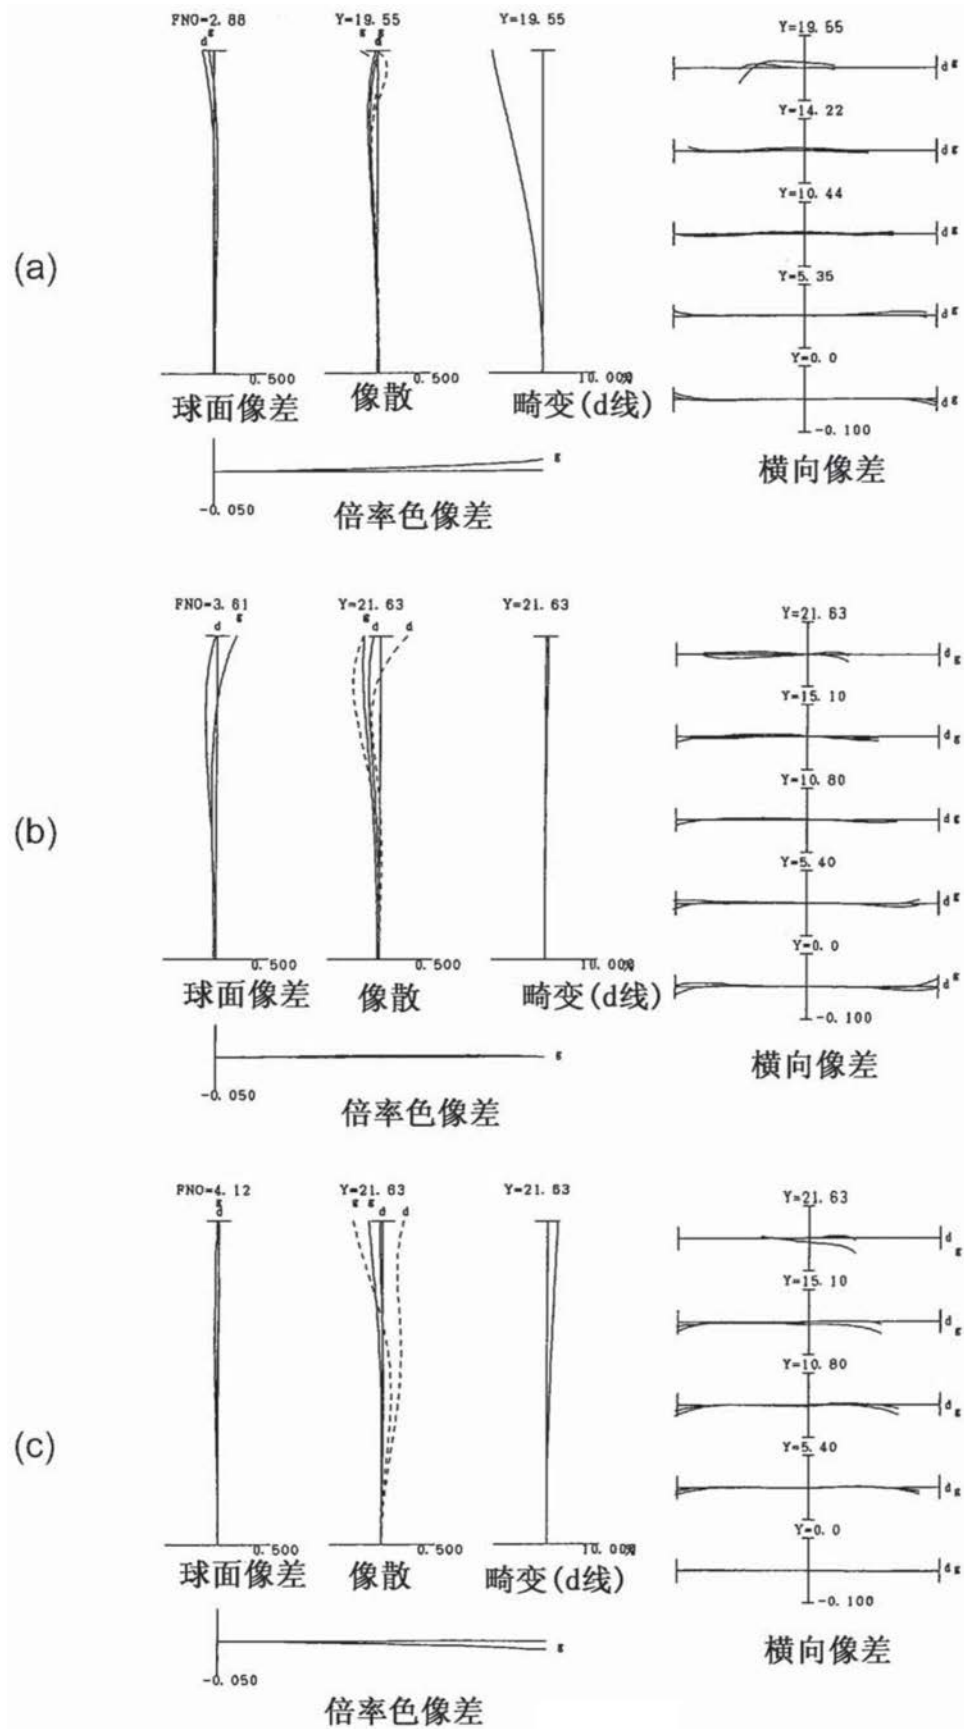 (a)
FNO=2.88
g
d
Y=19.55
g g
d
Y=19.55
0.500
球面像差
0.500
像散
10.000%
畸变(d线)
g
-0.050
倍率色像差
Y=19.55
d g
Y=14.22
d g
Y=10.44
d g
Y=5.35
d g
Y=0.0
d g
-0.100
横向像差
(b)
FNO=3.61
d g
Y=21.63
g d d
Y=21.63
0.500
球面像差
0.500
像散
10.000%
畸变(d线)
g
-0.050
倍率色像差
Y=21.63
d g
Y=15.10
d g
Y=10.80
d g
Y=5.40
d g
Y=0.0
d g
-0.100
横向像差
(c)
FNO=4.12
g
d
Y=21.63
g g d d
Y=21.63
0.500
球面像差
0.500
像散
10.000%
畸变(d线)
g
-0.050
倍率色像差
Y=21.63
d g
Y=15.10
d g
Y=10.80
d g
Y=5.40
d g
Y=0.0
d g
-0.100
横向像差